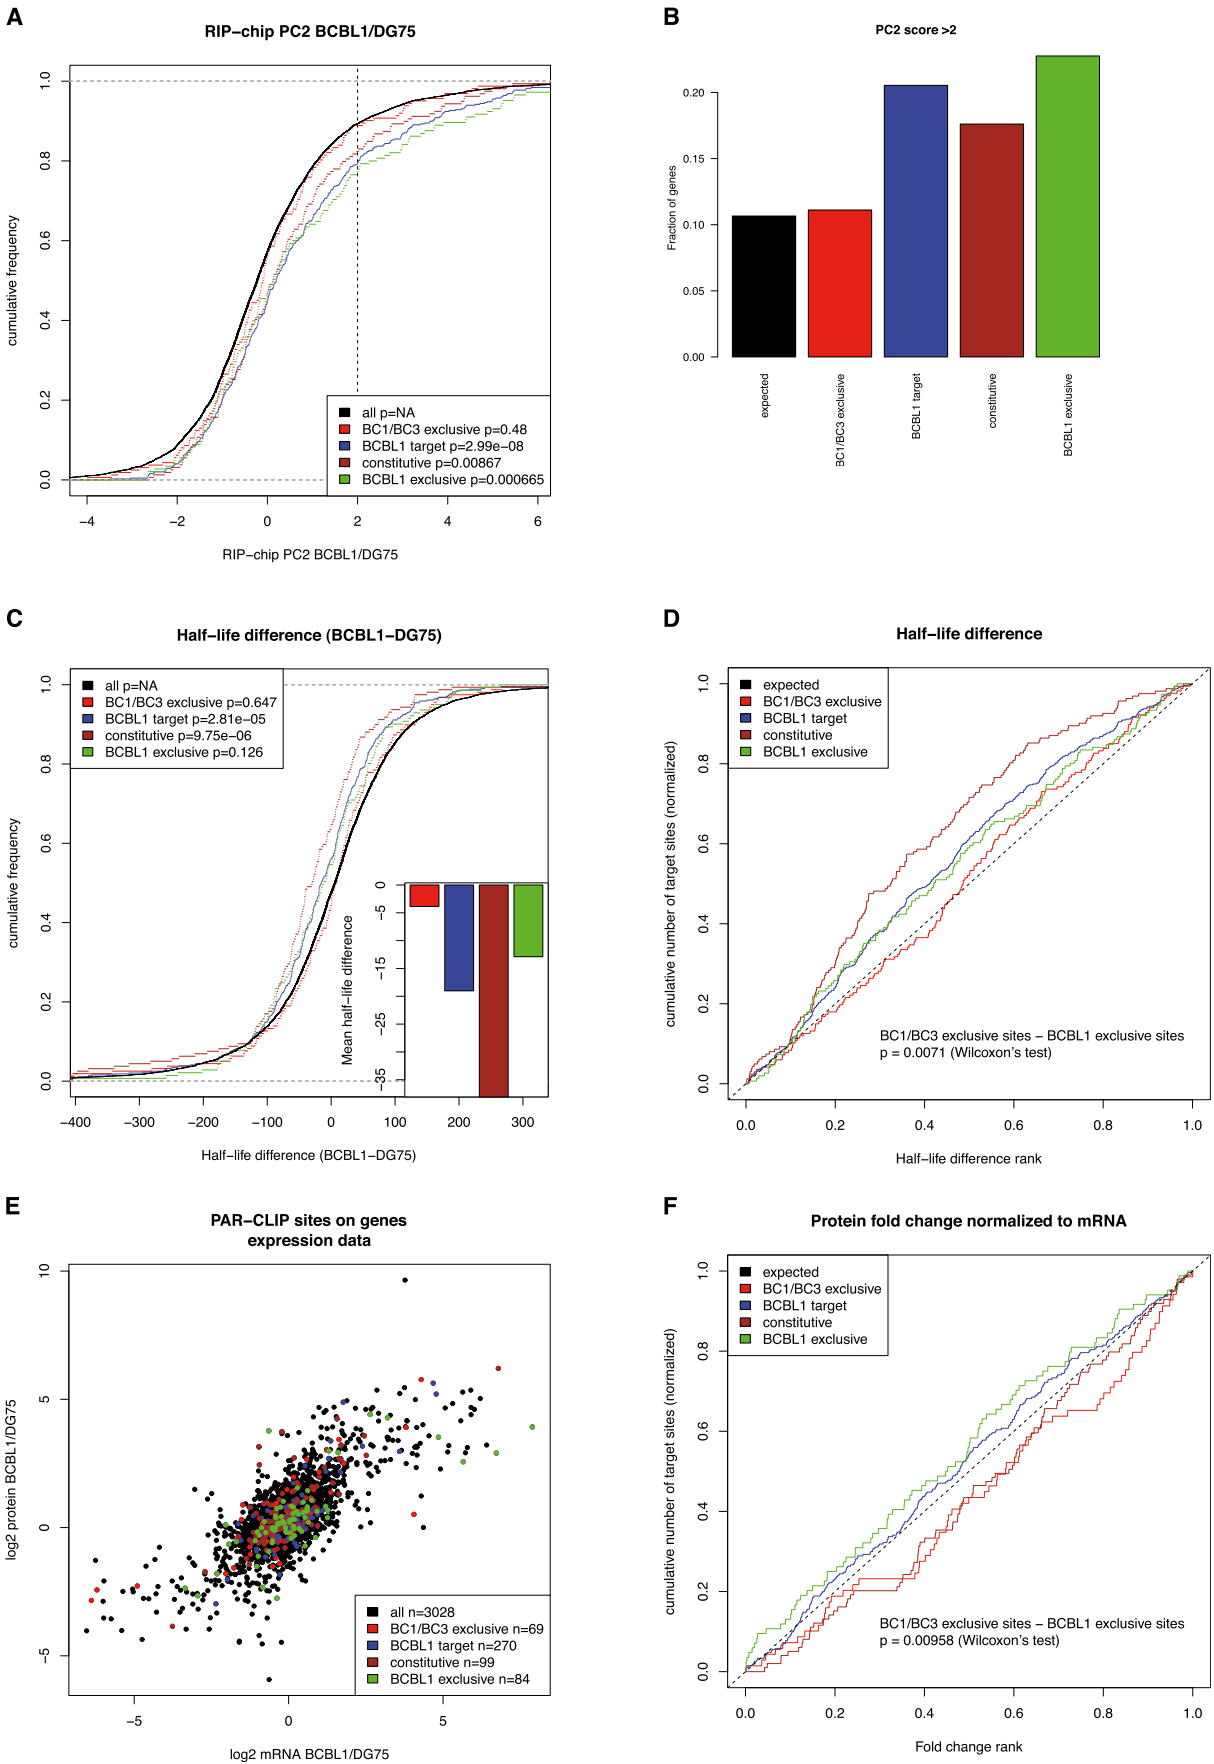 A
RIP−chip PC2 BCBL1/DG75
cumulative frequency
0.0 0.2 0.4 0.6 0.8 1.0
all p=NA
BC1/BC3 exclusive p=0.48
BCBL1 target p=2.99e−08
constitutive p=0.00867
BCBL1 exclusive p=0.000665
−4 −2 0 2 4 6
RIP−chip PC2 BCBL1/DG75
B
PC2 score >2
Fraction of genes
0.00 0.05 0.10 0.15 0.20
expected
BC1/BC3 exclusive
BCBL1 target
constitutive
BCBL1 exclusive
C
Half−life difference (BCBL1−DG75)
cumulative frequency
0.0 0.2 0.4 0.6 0.8 1.0
all p=NA
BC1/BC3 exclusive p=0.647
BCBL1 target p=2.81e−05
constitutive p=9.75e−06
BCBL1 exclusive p=0.126
Mean half−life difference
−35 −25 −15 −5 0
−400 −300 −200 −100 0 100 200 300
Half−life difference (BCBL1−DG75)
D
Half−life difference
cumulative number of target sites (normalized)
0.0 0.2 0.4 0.6 0.8 1.0
expected
BC1/BC3 exclusive
BCBL1 target
constitutive
BCBL1 exclusive
BC1/BC3 exclusive sites − BCBL1 exclusive sites
p = 0.0071 (Wilcoxon's test)
0.0 0.2 0.4 0.6 0.8 1.0
Half−life difference rank
E
PAR−CLIP sites on genes
expression data
log2 protein BCBL1/DG75
−5 0 5 10
all n=3028
BC1/BC3 exclusive n=69
BCBL1 target n=270
constitutive n=99
BCBL1 exclusive n=84
−5 0 5
log2 mRNA BCBL1/DG75
F
Protein fold change normalized to mRNA
cumulative number of target sites (normalized)
0.0 0.2 0.4 0.6 0.8 1.0
expected
BC1/BC3 exclusive
BCBL1 target
constitutive
BCBL1 exclusive
BC1/BC3 exclusive sites − BCBL1 exclusive sites
p = 0.00958 (Wilcoxon's test)
0.0 0.2 0.4 0.6 0.8 1.0
Fold change rank